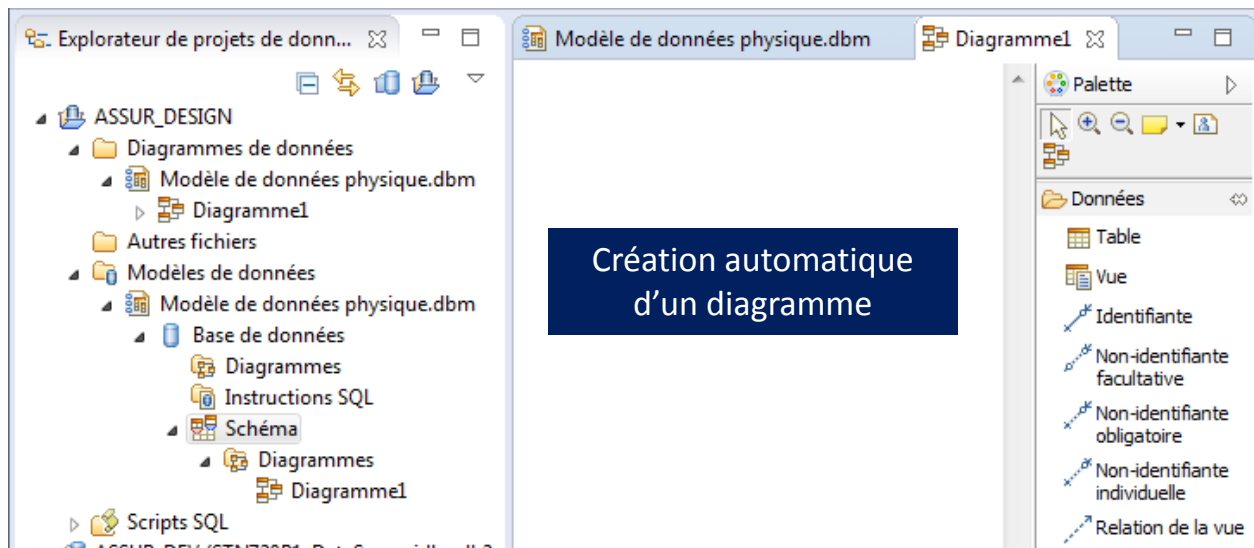 Explorateur de projets de donn...
Modèle de données physique.dbm
Diagramme1
ASSUR_DESIGN
Diagrammes de données
Modèle de données physique.dbm
Diagramme1
Autres fichiers
Modèles de données
Modèle de données physique.dbm
Base de données
Diagrammes
Instructions SQL
Schéma
Diagrammes
Diagramme1
Scripts SQL
Création automatique
d’un diagramme
Palette
Données
Table
Vue
Identifiante
Non-identifiante
facultative
Non-identifiante
obligatoire
Non-identifiante
individuelle
Relation de la vue